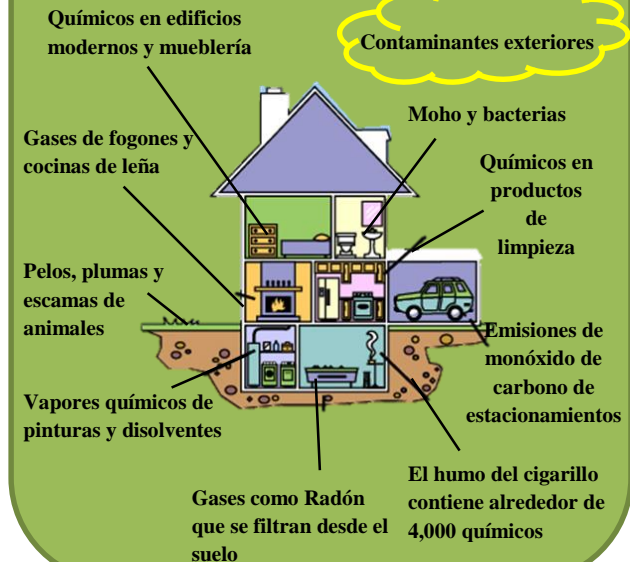 Químicos en edificios
modernos y mueblería
Contaminantes exteriores
Moho y bacterias
Gases de fogones y
cocinas de leña
Químicos en
productos
de
limpieza
Pelos, plumas y
escamas de
animales
Emisiones de
monóxido de
carbono de
estacionamientos
Vapores químicos de
pinturas y disolventes
El humo del cigarillo
contiene alrededor de
4,000 químicos
Gases como Radón
que se filtran desde el
suelo